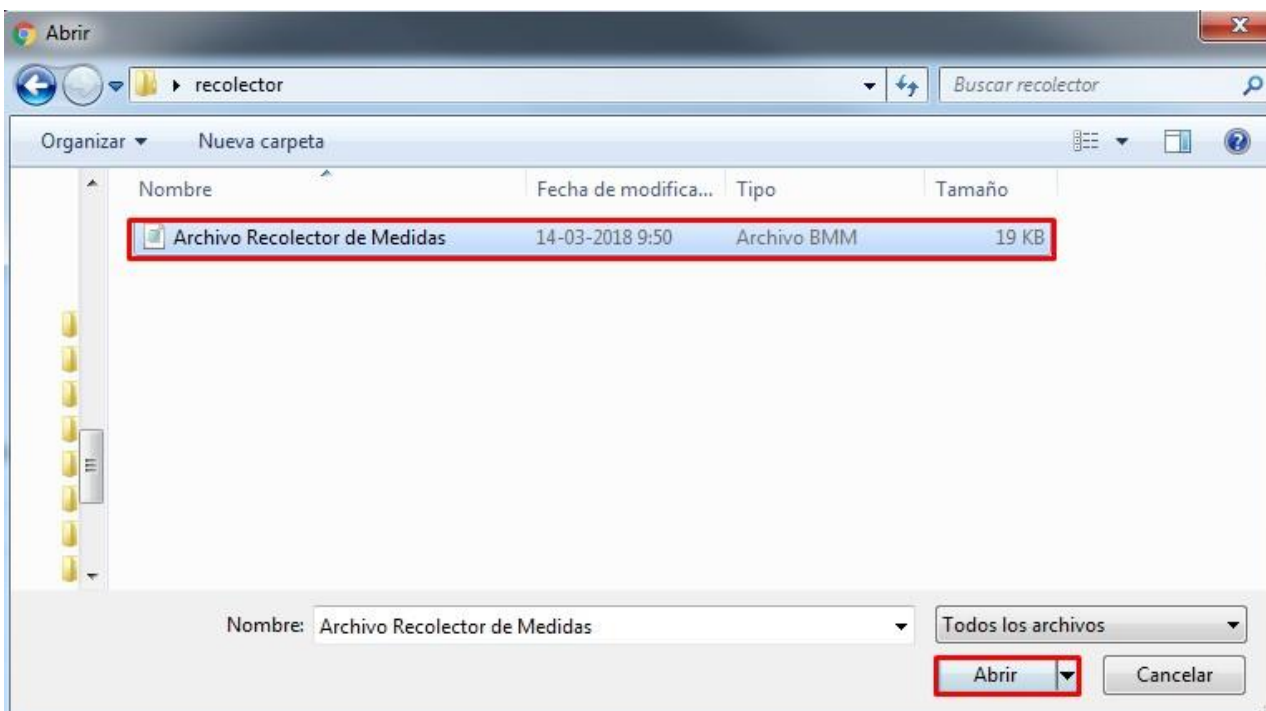 Abrir
recolector
Buscar recolector
Organizar Nueva carpeta
Nombre Fecha de modifica... Tipo Tamaño
Archivo Recolector de Medidas 14-03-2018 9:50 Archivo BMM 19 KB
Nombre: Archivo Recolector de Medidas Todos los archivos
Abrir Cancelar